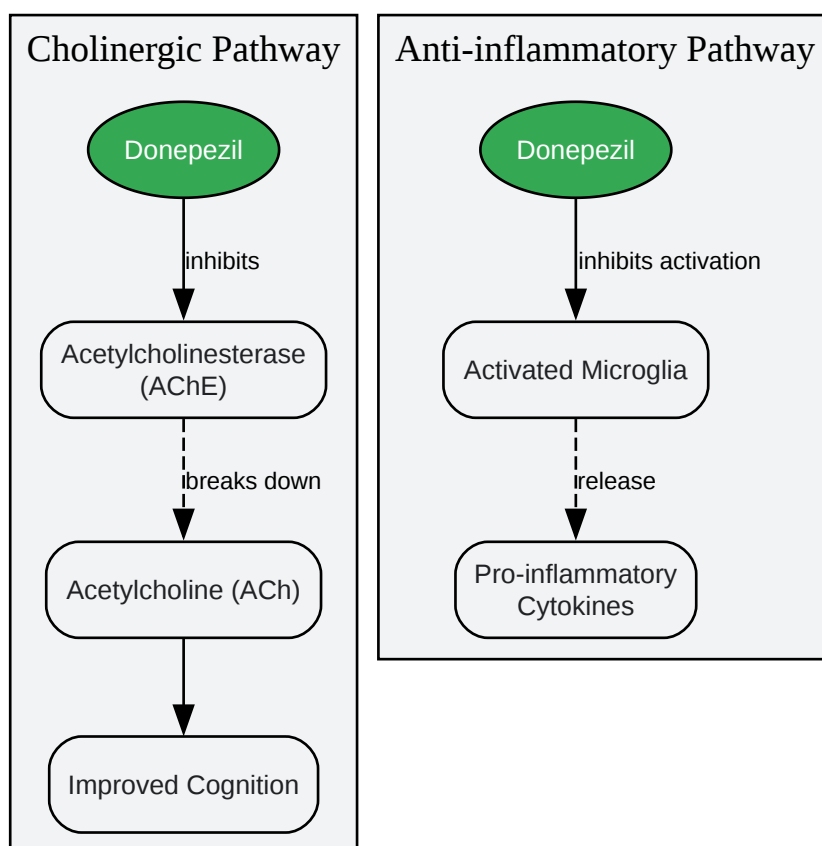 Cholinergic Pathway
Donepezil
inhibits
Acetylcholinesterase
(AChE)
breaks down
Acetylcholine (ACh)
Improved Cognition
Anti-inflammatory Pathway
Donepezil
inhibits activation
Activated Microglia
release
Pro-inflammatory
Cytokines